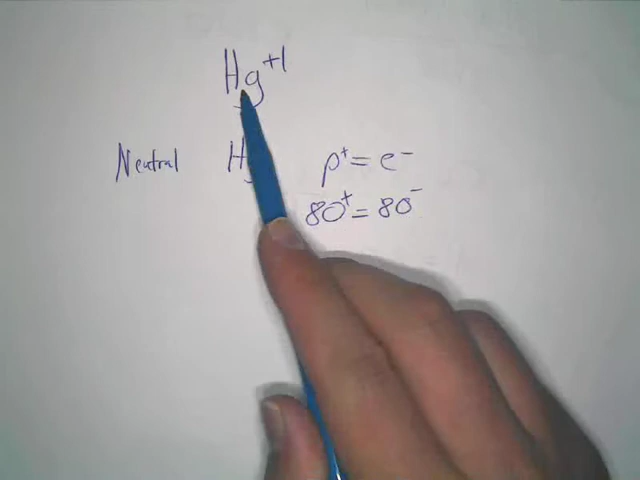 Hg⁺¹
Neutral H p⁺ = e⁻
80⁺ = 80⁻